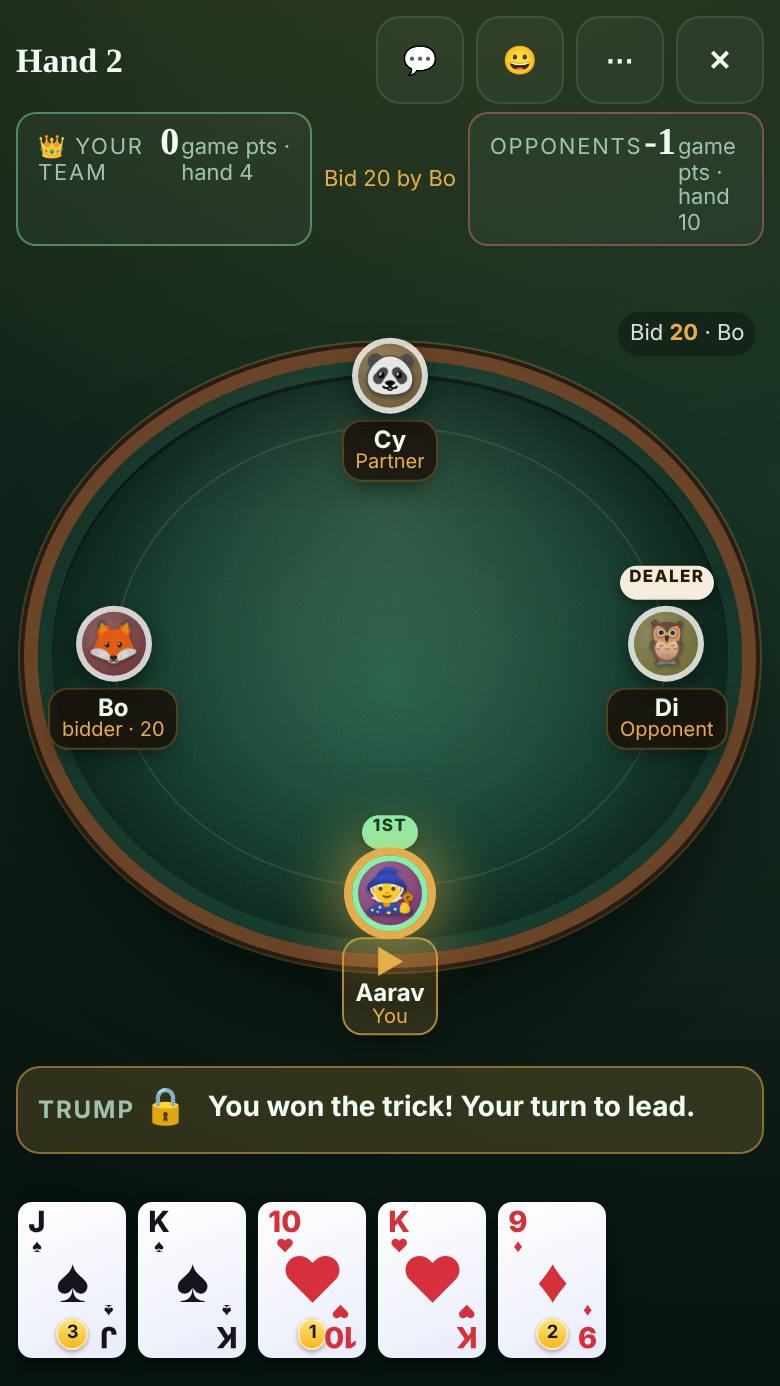 Hand 2
👑 YOUR TEAM 0 game pts · hand 4
Bid 20 by Bo
OPPONENTS -1 game pts · hand 10
Bid 20 · Bo
Cy
Partner
DEALER
Bo
bidder · 20
Di
Opponent
1ST
Aarav
You
TRUMP 🔒 You won the trick! Your turn to lead.
J♠ 3 J♠
K♠ K♠
10♥ 1 10♥
K♥ K♥
9♦ 2 9♦